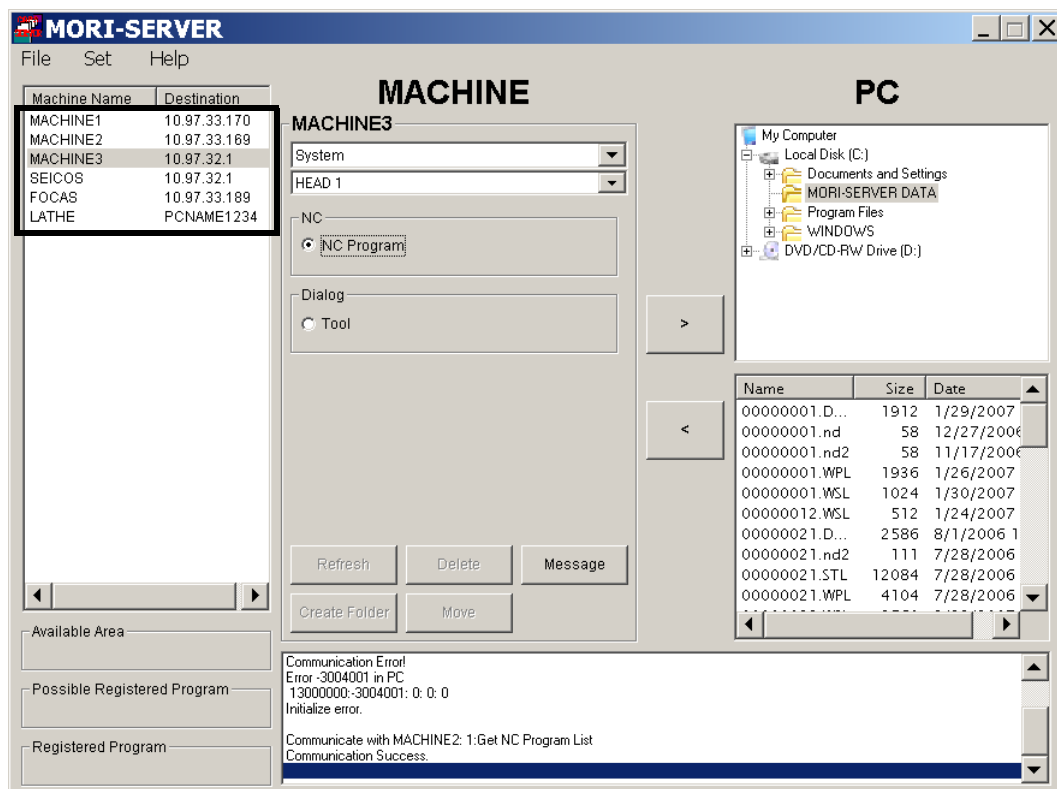 MORI-SERVER
File Set Help
MACHINE
PC
Machine Name Destination
MACHINE1 10.97.33.170
MACHINE2 10.97.33.169
MACHINE3 10.97.32.1
SEICOS 10.97.32.1
FOCAS 10.97.33.189
LATHE PCNAME1234
Available Area
Possible Registered Program
Registered Program
MACHINE3
System
HEAD 1
NC
NC Program
Dialog
Tool
Refresh Delete Message
Create Folder Move
>
<
My Computer
Local Disk (C:)
Documents and Settings
MORI-SERVER DATA
Program Files
WINDOWS
DVD/CD-RW Drive (D:)
Name Size Date
00000001.D... 1912 1/29/2007
00000001.nd 58 12/27/2006
00000001.nd2 58 11/17/2006
00000001.WPL 1936 1/26/2007
00000001.WSL 1024 1/30/2007
00000012.WSL 512 1/24/2007
00000021.D... 2586 8/1/2006 1
00000021.nd2 111 7/28/2006
00000021.STL 12084 7/28/2006
00000021.WPL 4104 7/28/2006
Communication Error!
Error -3004001 in PC
13000000:-3004001: 0: 0: 0
Initialize error.
Communicate with MACHINE2: 1:Get NC Program List
Communication Success.